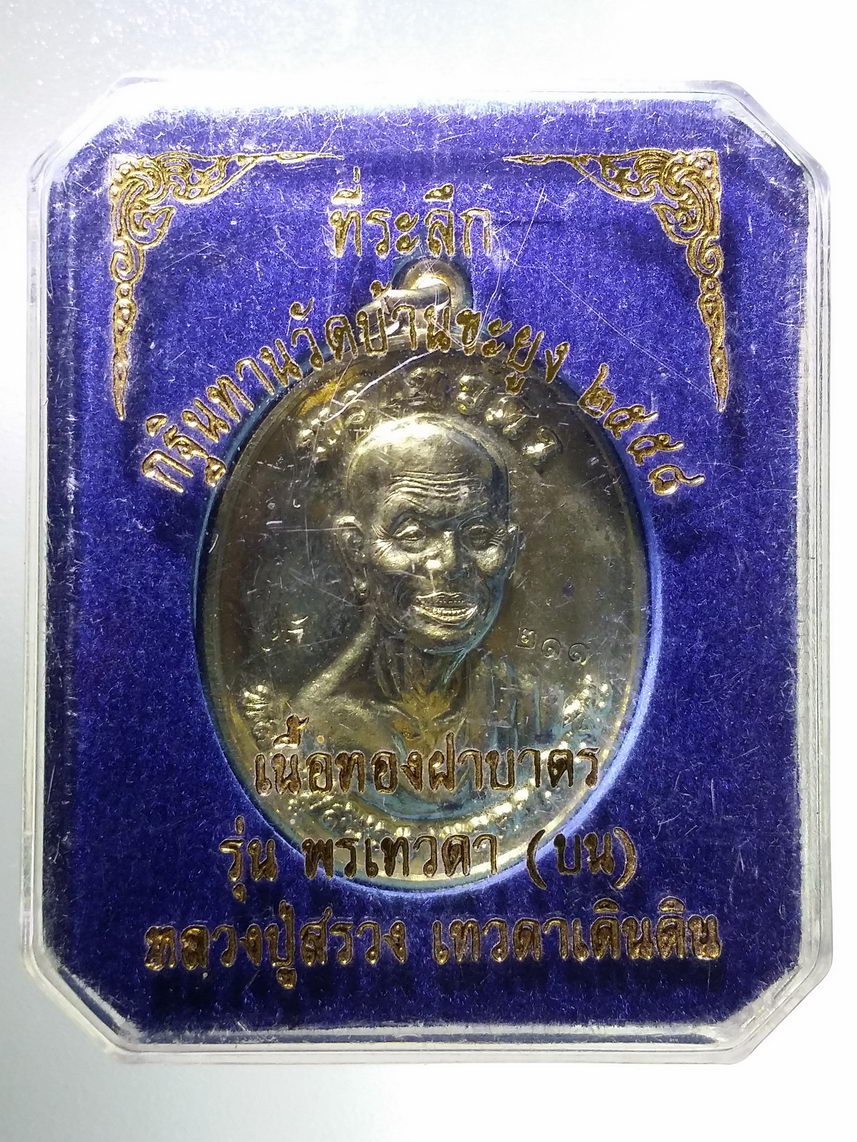 ที่ระลึก
กฐินทานวัดบ้านขะยูง ๒๕๕๘
๒๑๑
เนื้อทองฝาบาตร
รุ่น พรเทวดา (บน)
หลวงปู่สรวง เทวดาเดินดิน